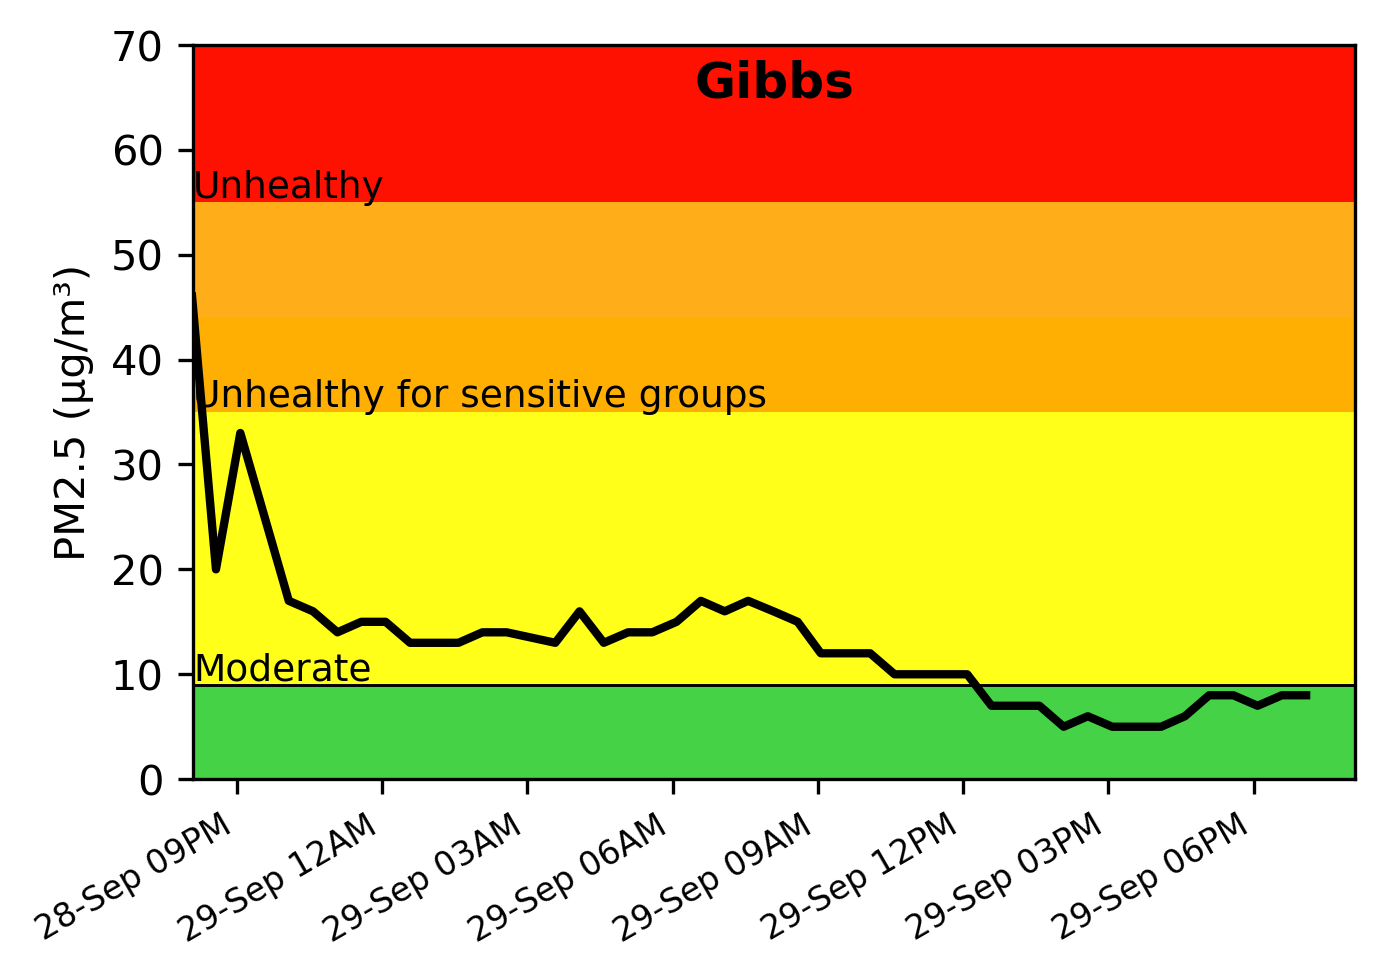 Gibbs
70
60
50
40
30
20
10
0
PM2.5 (µg/m³)
Unhealthy
Unhealthy for sensitive groups
Moderate
28-Sep 09PM
29-Sep 12AM
29-Sep 03AM
29-Sep 06AM
29-Sep 09AM
29-Sep 12PM
29-Sep 03PM
29-Sep 06PM